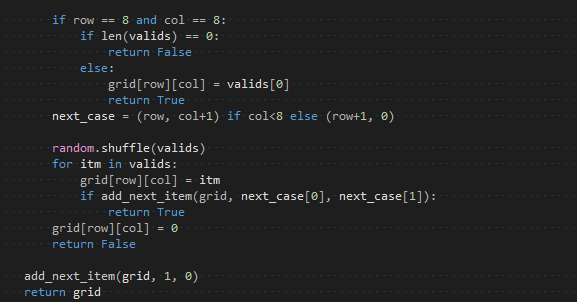 if row == 8 and col == 8:
if len(valids) == 0:
return False
else:
grid[row][col] = valids[0]
return True
next_case = (row, col+1) if col<8 else (row+1, 0)
random.shuffle(valids)
for itm in valids:
grid[row][col] = itm
if add_next_item(grid, next_case[0], next_case[1]):
return True
grid[row][col] = 0
return False
add_next_item(grid, 1, 0)
return grid